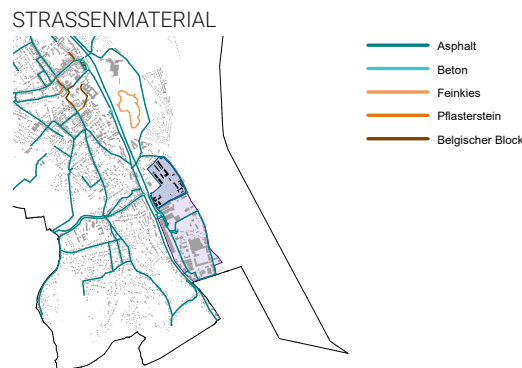 STRASSENMATERIAL
Asphalt
Beton
Feinkies
Pflasterstein
Belgischer Block